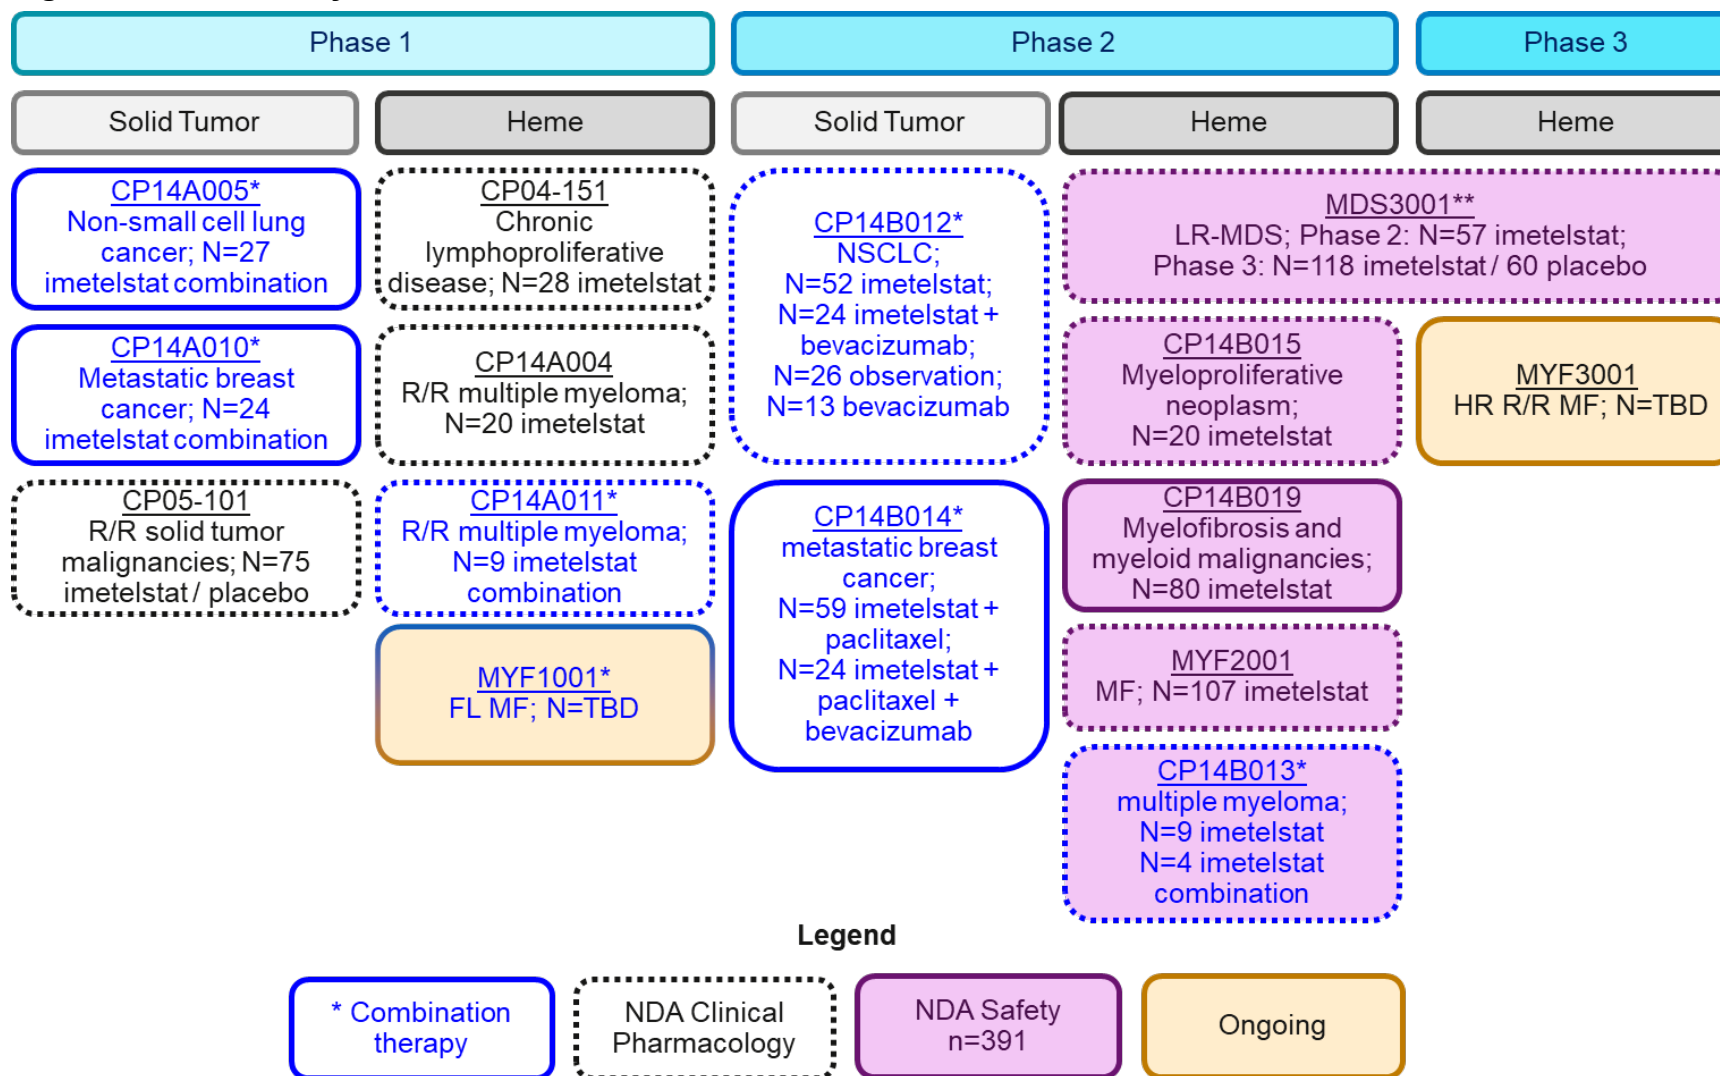 Phase 1
Phase 2
Phase 3
Solid Tumor
Heme
Solid Tumor
Heme
Heme
CP14A005*
Non-small cell lung
cancer; N=27
imetelstat combination
CP14A010*
Metastatic breast
cancer; N=24
imetelstat combination
CP05-101
R/R solid tumor
malignancies; N=75
imetelstat / placebo
CP04-151
Chronic
lymphoproliferative
disease; N=28 imetelstat
CP14A004
R/R multiple myeloma;
N=20 imetelstat
CP14A011*
R/R multiple myeloma;
N=9 imetelstat
combination
MYF1001*
FL MF; N=TBD
CP14B012*
NSCLC;
N=52 imetelstat;
N=24 imetelstat +
bevacizumab;
N=26 observation;
N=13 bevacizumab
CP14B014*
metastatic breast
cancer;
N=59 imetelstat +
paclitaxel;
N=24 imetelstat +
paclitaxel +
bevacizumab
MDS3001**
LR-MDS; Phase 2: N=57 imetelstat;
Phase 3: N=118 imetelstat / 60 placebo
CP14B015
Myeloproliferative
neoplasm;
N=20 imetelstat
CP14B019
Myelofibrosis and
myeloid malignancies;
N=80 imetelstat
MYF2001
MF; N=107 imetelstat
CP14B013*
multiple myeloma;
N=9 imetelstat
N=4 imetelstat
combination
MYF3001
HR R/R MF; N=TBD
Legend
* Combination
therapy
NDA Clinical
Pharmacology
NDA Safety
n=391
Ongoing